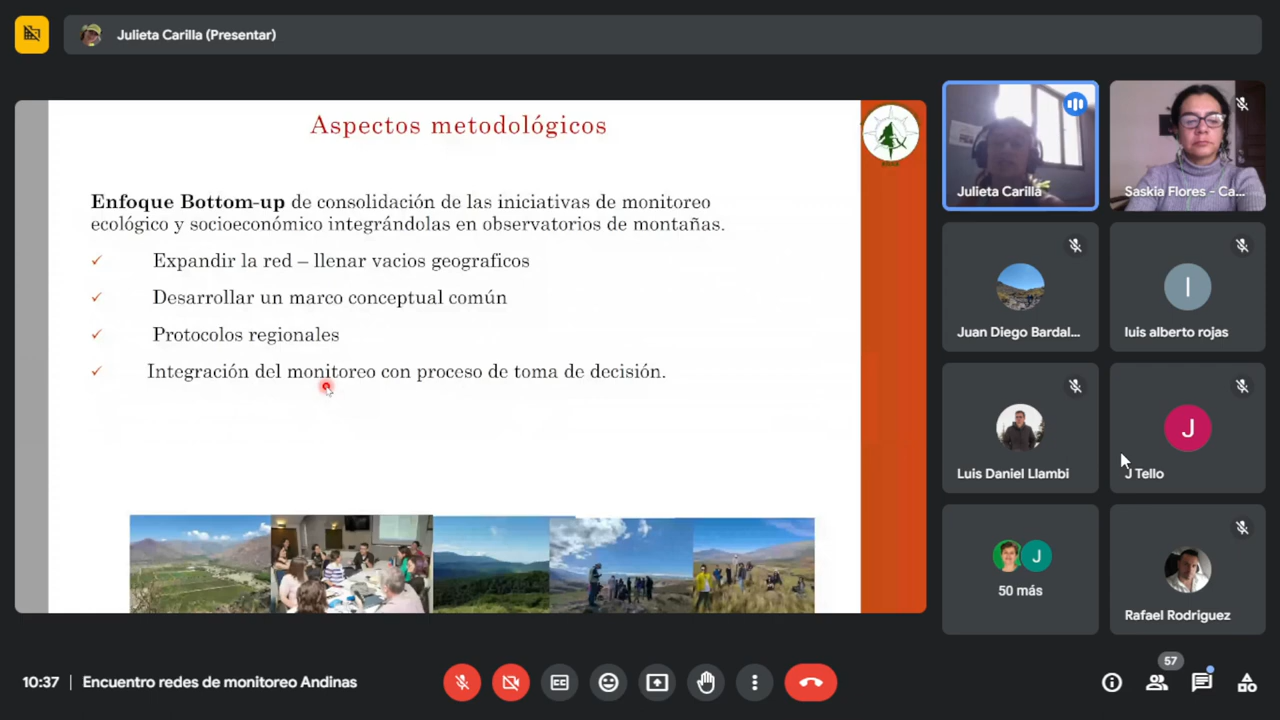 Julieta Carilla (Presentar)
Aspectos metodológicos
Enfoque Bottom-up de consolidación de las iniciativas de monitoreo
ecológico y socioeconómico integrándolas en observatorios de montañas.
✓ Expandir la red – llenar vacios geograficos
✓ Desarrollar un marco conceptual común
✓ Protocolos regionales
✓ Integración del monitoreo con proceso de toma de decisión.
Julieta Carilla
Saskia Flores - Ca...
Juan Diego Bardal...
I
luis alberto rojas
Luis Daniel Llambi
J
J Tello
J
50 más
Rafael Rodriguez
10:37 | Encuentro redes de monitoreo Andinas
57